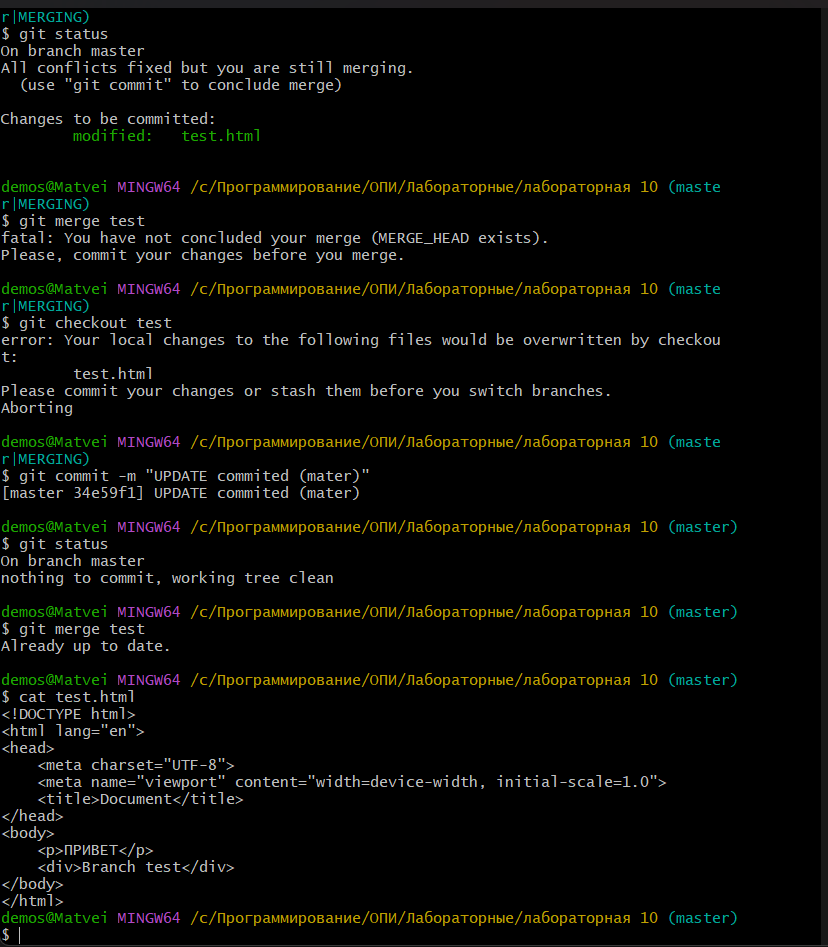 r|MERGING)
$ git status
On branch master
All conflicts fixed but you are still merging.
  (use "git commit" to conclude merge)

Changes to be committed:
        modified:   test.html


demos@Matvei MINGW64 /c/Программирование/ОПИ/Лабораторные/лабораторная 10 (maste
r|MERGING)
$ git merge test
fatal: You have not concluded your merge (MERGE_HEAD exists).
Please, commit your changes before you merge.

demos@Matvei MINGW64 /c/Программирование/ОПИ/Лабораторные/лабораторная 10 (maste
r|MERGING)
$ git checkout test
error: Your local changes to the following files would be overwritten by checkou
t:
        test.html
Please commit your changes or stash them before you switch branches.
Aborting

demos@Matvei MINGW64 /c/Программирование/ОПИ/Лабораторные/лабораторная 10 (maste
r|MERGING)
$ git commit -m "UPDATE commited (mater)"
[master 34e59f1] UPDATE commited (mater)

demos@Matvei MINGW64 /c/Программирование/ОПИ/Лабораторные/лабораторная 10 (master)
$ git status
On branch master
nothing to commit, working tree clean

demos@Matvei MINGW64 /c/Программирование/ОПИ/Лабораторные/лабораторная 10 (master)
$ git merge test
Already up to date.

demos@Matvei MINGW64 /c/Программирование/ОПИ/Лабораторные/лабораторная 10 (master)
$ cat test.html
<!DOCTYPE html>
<html lang="en">
<head>
    <meta charset="UTF-8">
    <meta name="viewport" content="width=device-width, initial-scale=1.0">
    <title>Document</title>
</head>
<body>
    <p>ПРИВЕТ</p>
    <div>Branch test</div>
</body>
</html>
demos@Matvei MINGW64 /c/Программирование/ОПИ/Лабораторные/лабораторная 10 (master)
$